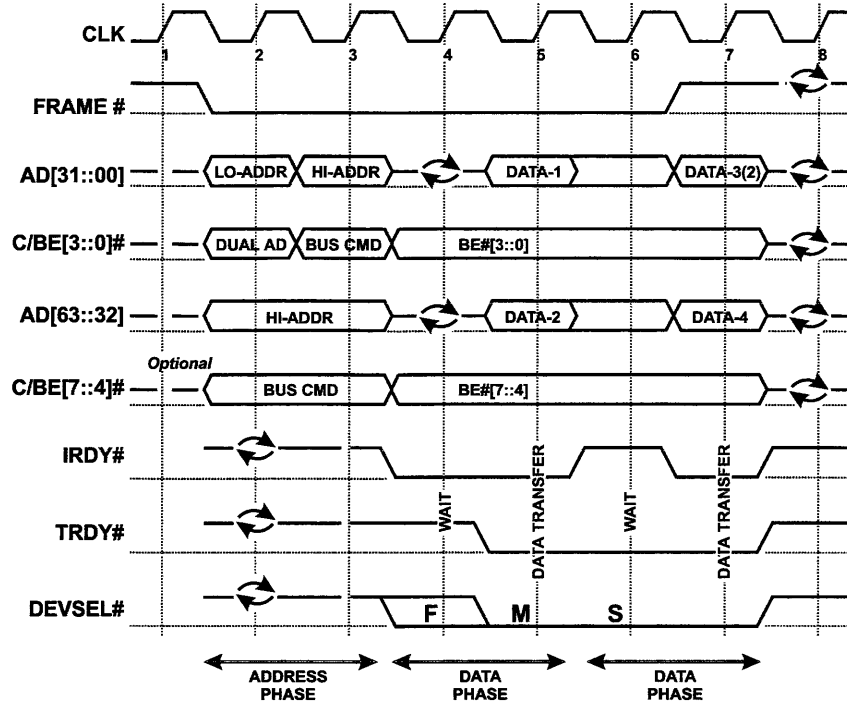 CLK
1 2 3 4 5 6 7 8
FRAME #
AD[31::00] LO-ADDR HI-ADDR DATA-1 DATA-3(2)
C/BE[3::0]# DUAL AD BUS CMD BE#[3::0]
AD[63::32] HI-ADDR DATA-2 DATA-4
Optional
C/BE[7::4]# BUS CMD BE#[7::4]
IRDY#
WAIT
DATA TRANSFER
WAIT
DATA TRANSFER
TRDY#
DEVSEL# F M S
ADDRESS
PHASE
DATA
PHASE
DATA
PHASE